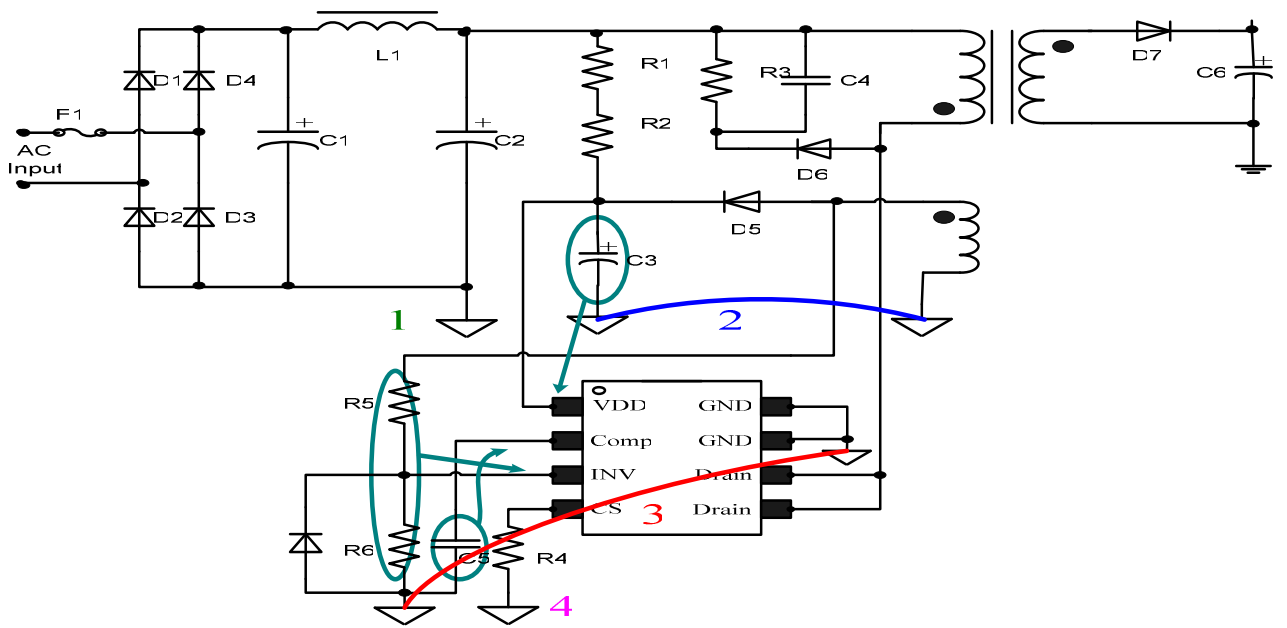 L1
D1
D4
F1
AC
Input
D2
D3
C1
+
C2
+
R1
R2
R3
C4
D6
D5
C3
+
D7
C6
+
1
2
R5
R6
C5
R4
VDD
Comp
INV
CS
GND
GND
Drain
Drain
3
4